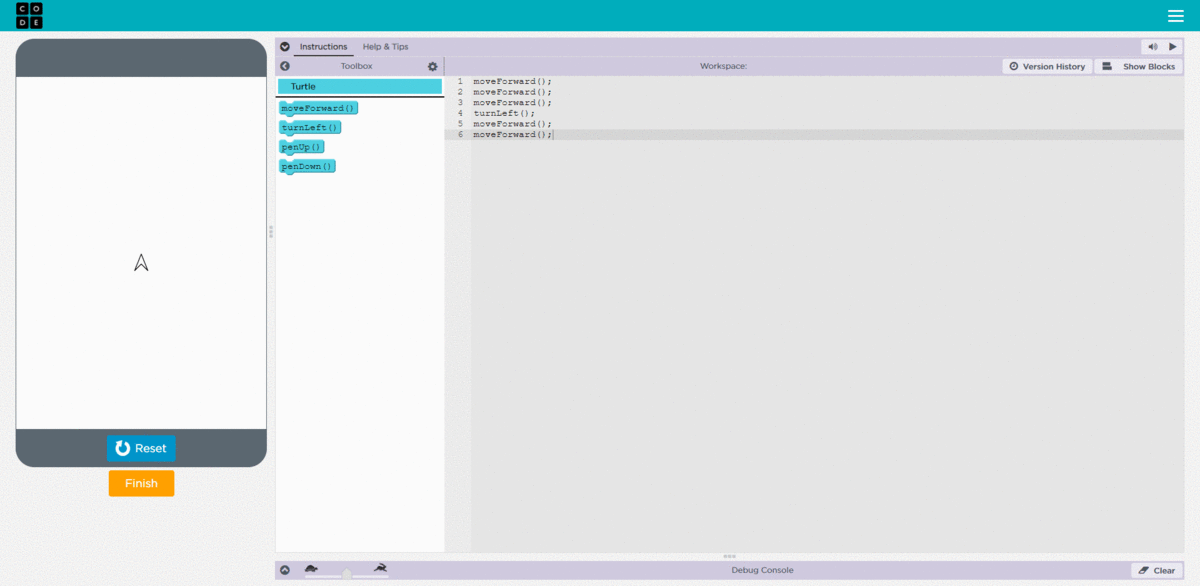 C O
D E
Instructions Help & Tips
Toolbox
Workspace:
Version History
Show Blocks
Turtle
moveForward()
turnLeft()
penUp()
penDown()
1 moveForward();
2 moveForward();
3 moveForward();
4 turnLeft();
5 moveForward();
6 moveForward();
Reset
Finish
Debug Console
Clear